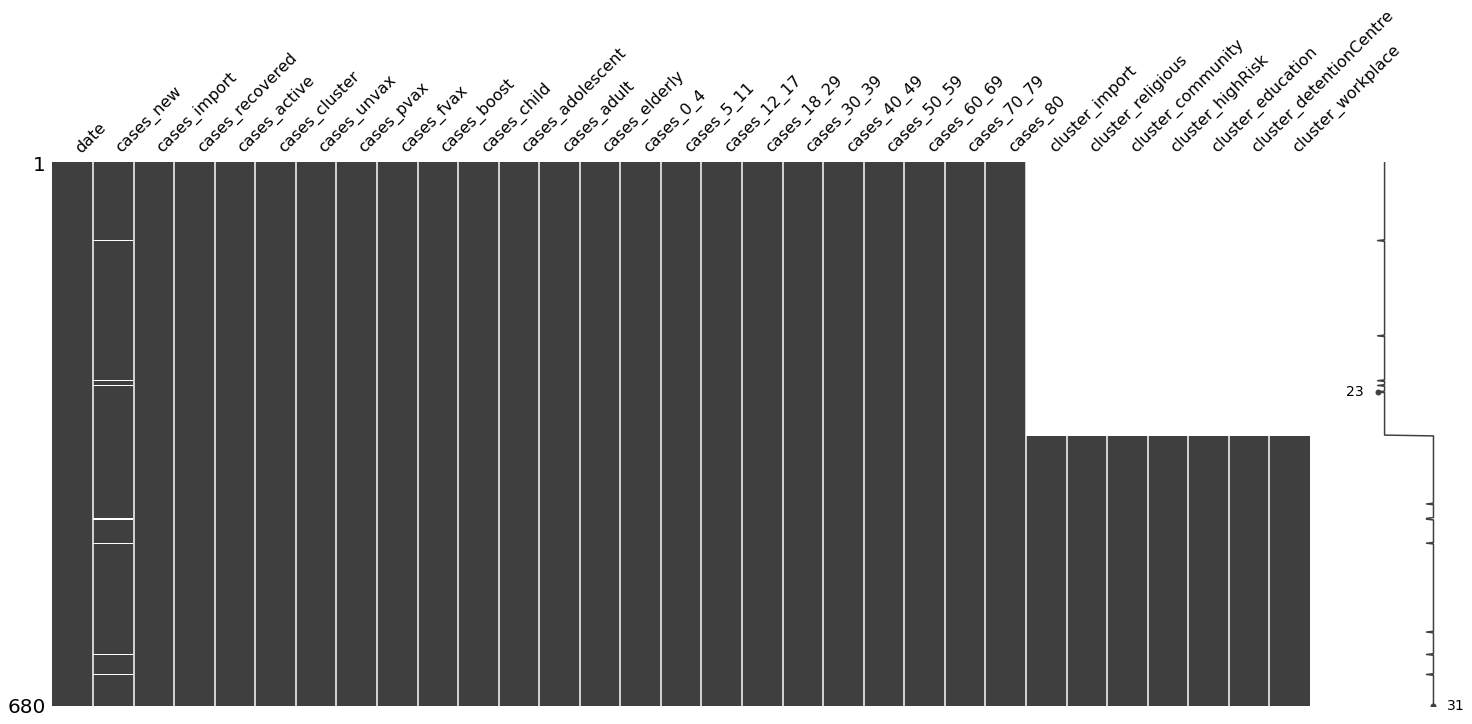 date
cases_new
cases_import
cases_recovered
cases_active
cases_cluster
cases_unvax
cases_pvax
cases_fvax
cases_boost
cases_child
cases_adolescent
cases_adult
cases_elderly
cases_0_4
cases_5_11
cases_12_17
cases_18_29
cases_30_39
cases_40_49
cases_50_59
cases_60_69
cases_70_79
cases_80
cluster_import
cluster_religious
cluster_community
cluster_highRisk
cluster_education
cluster_detentionCentre
cluster_workplace
1
23
680
31